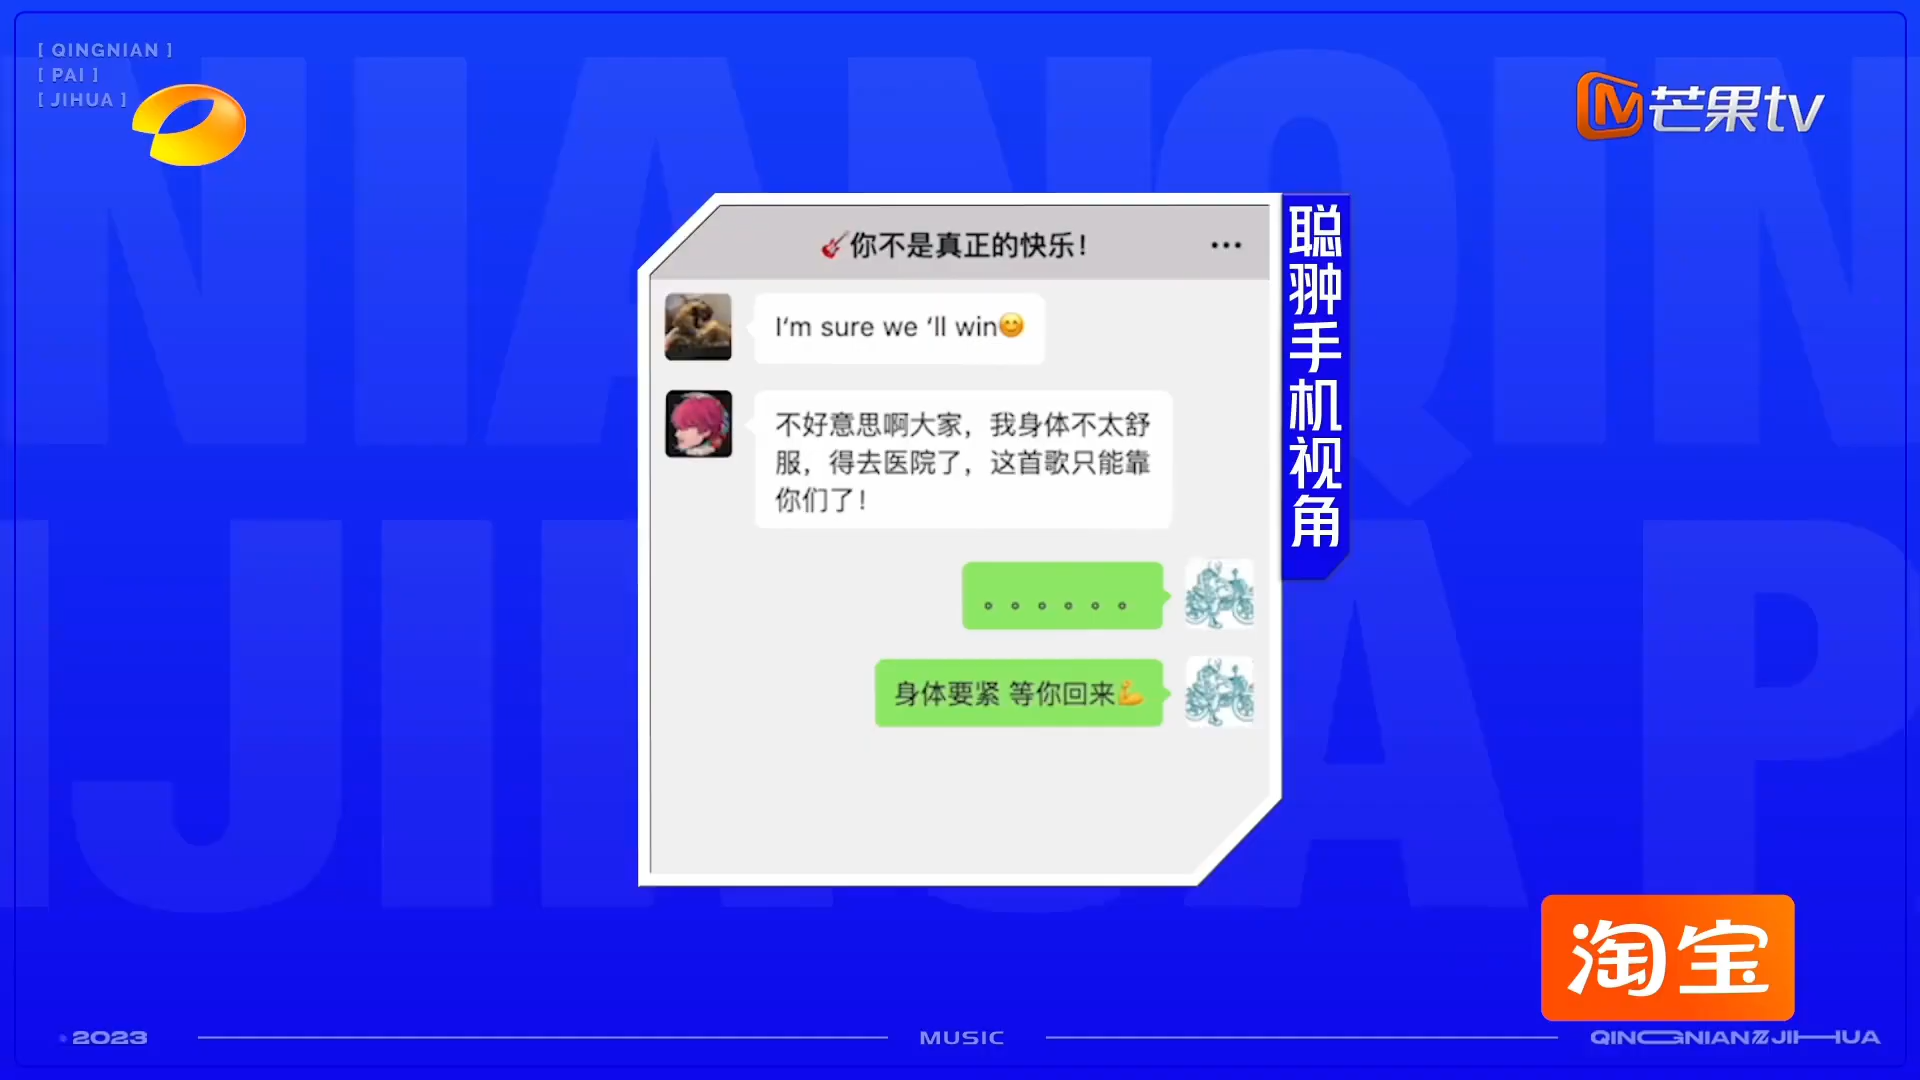 [ QINGNIAN ]
[ PAI ]
[ JIHUA ]
芒果tv
NIANQIN
JIHUA P
🎸你不是真正的快乐！
•••
I‘m sure we ‘ll win😊
不好意思啊大家，我身体不太舒
服，得去医院了，这首歌只能靠
你们了！
。。。。。。
身体要紧 等你回来💪
聪翀手机视角
淘宝
2023
MUSIC